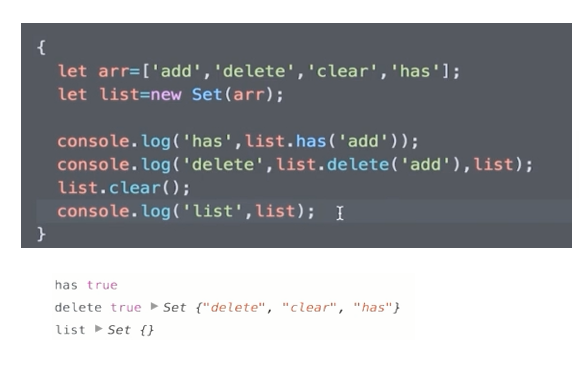 {
let arr=['add','delete','clear','has'];
let list=new Set(arr);
console.log('has',list.has('add'));
console.log('delete',list.delete('add'),list);
list.clear();
console.log('list',list);
}
has true
delete true ▶ Set {"delete", "clear", "has"}
list ▶ Set {}